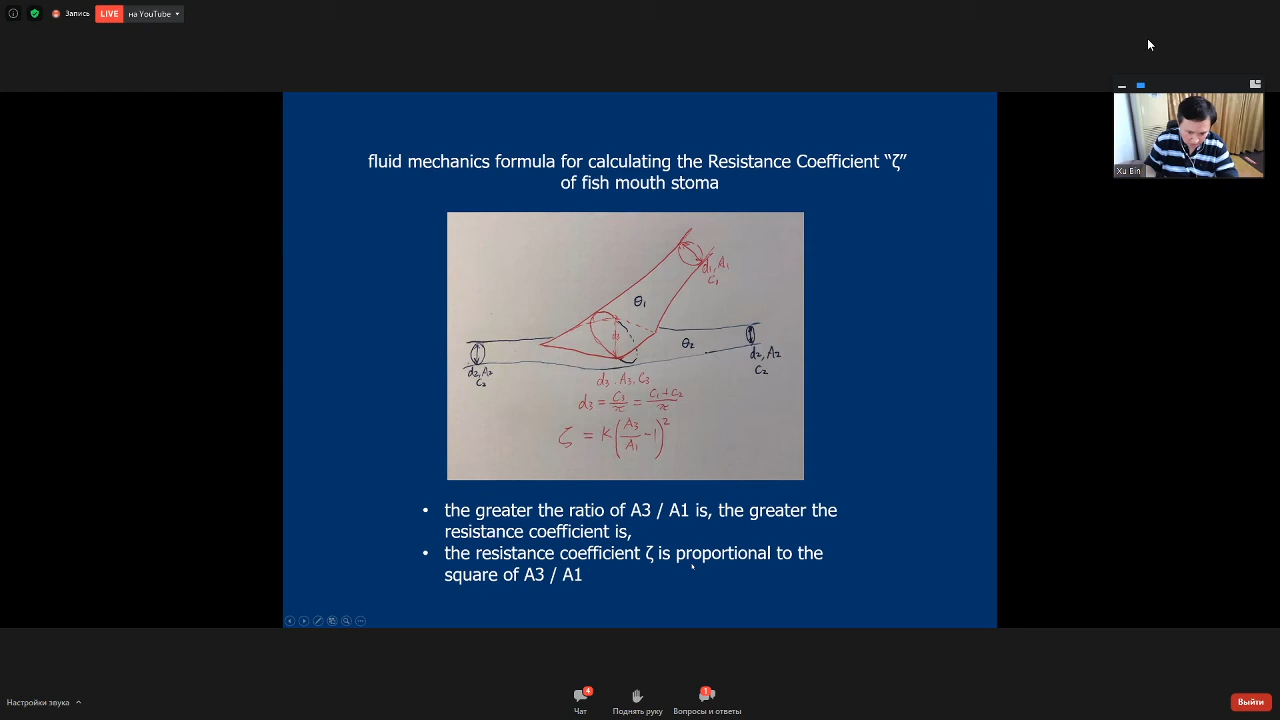 Запись
LIVE
на YouTube
Xu Bin
fluid mechanics formula for calculating the Resistance Coefficient “ζ”
of fish mouth stoma
d₁, A₁
C₁
θ₁
θ₂
d₃
d₂, A₂
C₂
d₂, A₂
C₂
d₃ . A₃, C₃
d₃ = C₃/π = (C₁+C₂)/π
ζ = K(A₃/A₁ −1)²
• the greater the ratio of A3 / A1 is, the greater the
resistance coefficient is,
• the resistance coefficient ζ is proportional to the
square of A3 / A1
Настройки звука
4
Чат
Поднять руку
1
Вопросы и ответы
Выйти